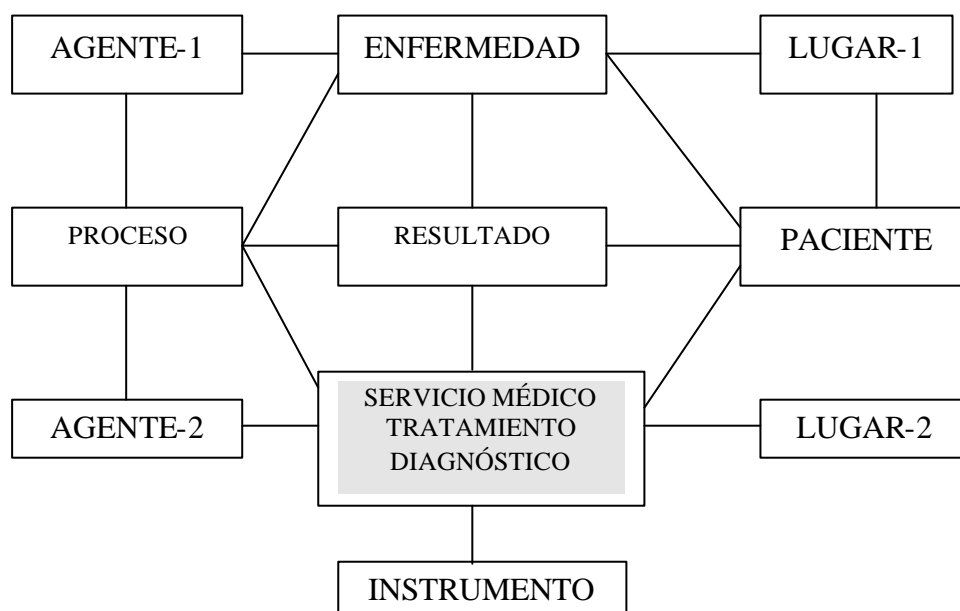 AGENTE-1
ENFERMEDAD
LUGAR-1
PROCESO
RESULTADO
PACIENTE
AGENTE-2
SERVICIO MÉDICO
TRATAMIENTO
DIAGNÓSTICO
LUGAR-2
INSTRUMENTO